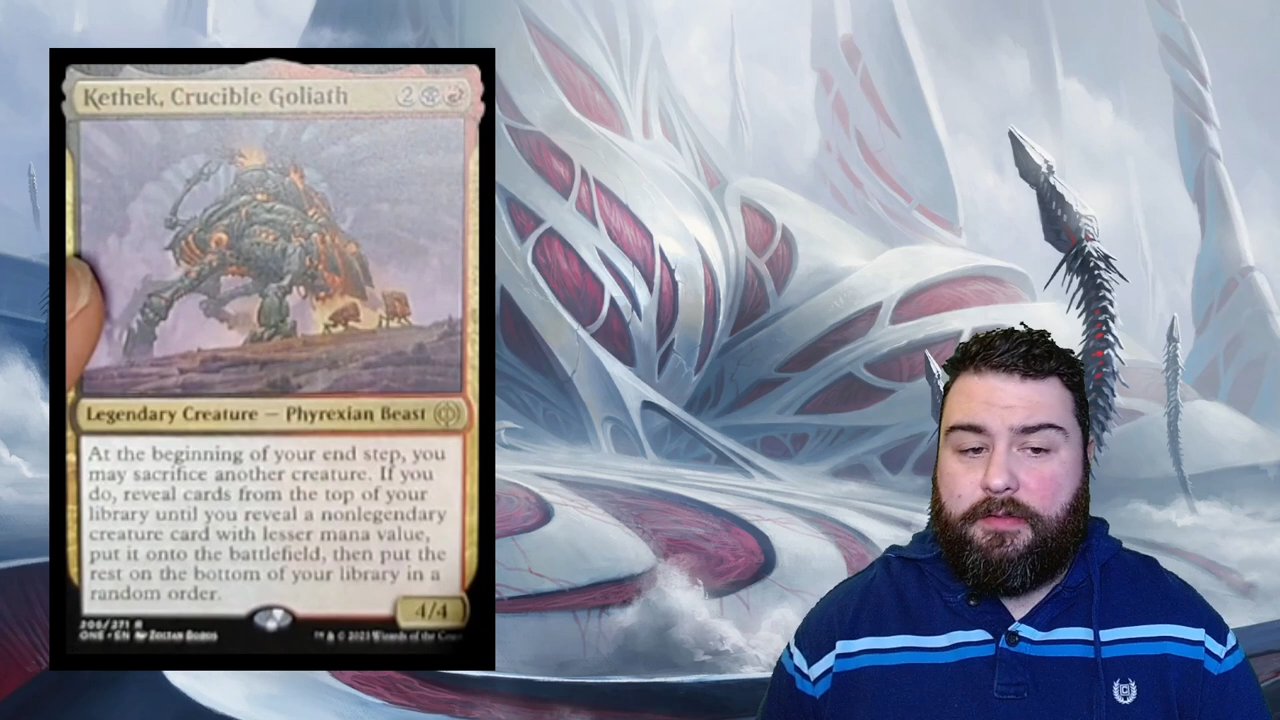 Kethek, Crucible Goliath 2
Legendary Creature — Phyrexian Beast
At the beginning of your end step, you
may sacrifice another creature. If you
do, reveal cards from the top of your
library until you reveal a nonlegendary
creature card with lesser mana value,
put it onto the battlefield, then put the
rest on the bottom of your library in a
random order.
4/4
R
ONE • EN
™ & © 2023 Wizards of the